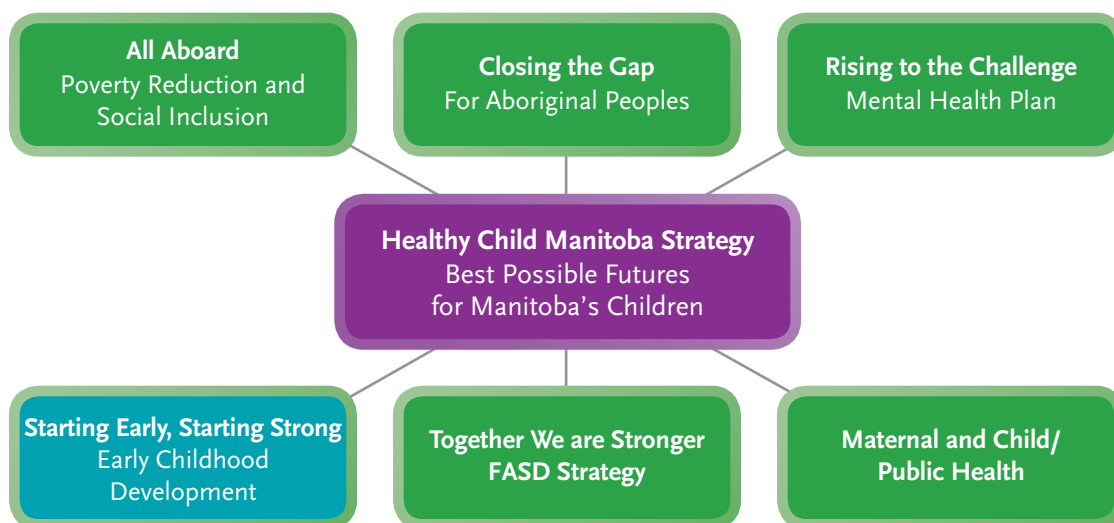 All Aboard
Poverty Reduction and
Social Inclusion
Closing the Gap
For Aboriginal Peoples
Rising to the Challenge
Mental Health Plan
Healthy Child Manitoba Strategy
Best Possible Futures
for Manitoba’s Children
Starting Early, Starting Strong
Early Childhood
Development
Together We are Stronger
FASD Strategy
Maternal and Child/
Public Health